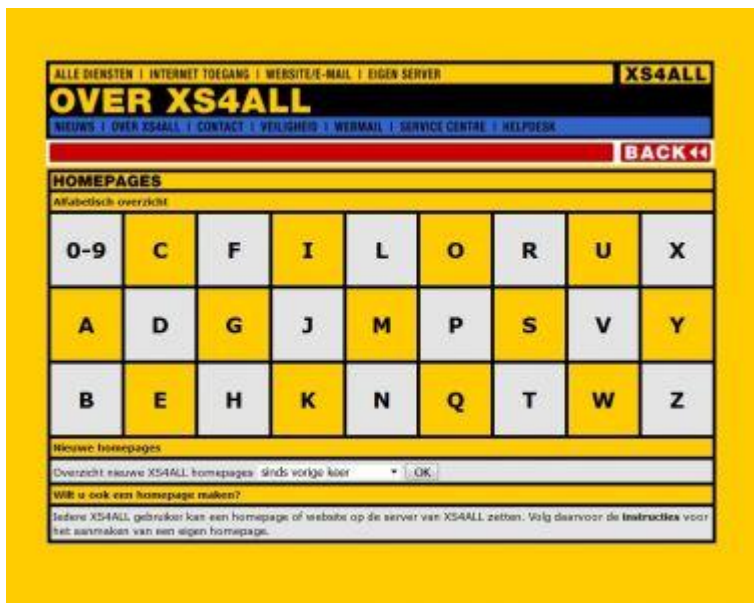 ALLE DIENSTEN | INTERNET TOEGANG | WEBSITE/E-MAIL | EIGEN SERVER
XS4ALL
OVER XS4ALL
NIEUWS | OVER XS4ALL | CONTACT | VEILIGHEID | WEBMAIL | SERVICE CENTRE | HELPDESK
BACK
HOMEPAGES
Alfabetisch overzicht
0-9 C F I L O R U X
A D G J M P S V Y
B E H K N Q T W Z
Nieuwe homepages
Overzicht nieuwe XS4ALL homepages sinds vorige keer OK
Wilt u ook een homepage maken?
Iedere XS4ALL gebruiker kan een homepage of website op de server van XS4ALL zetten. Volg daarvoor de instructies voor
het aanmaken van een eigen homepage.